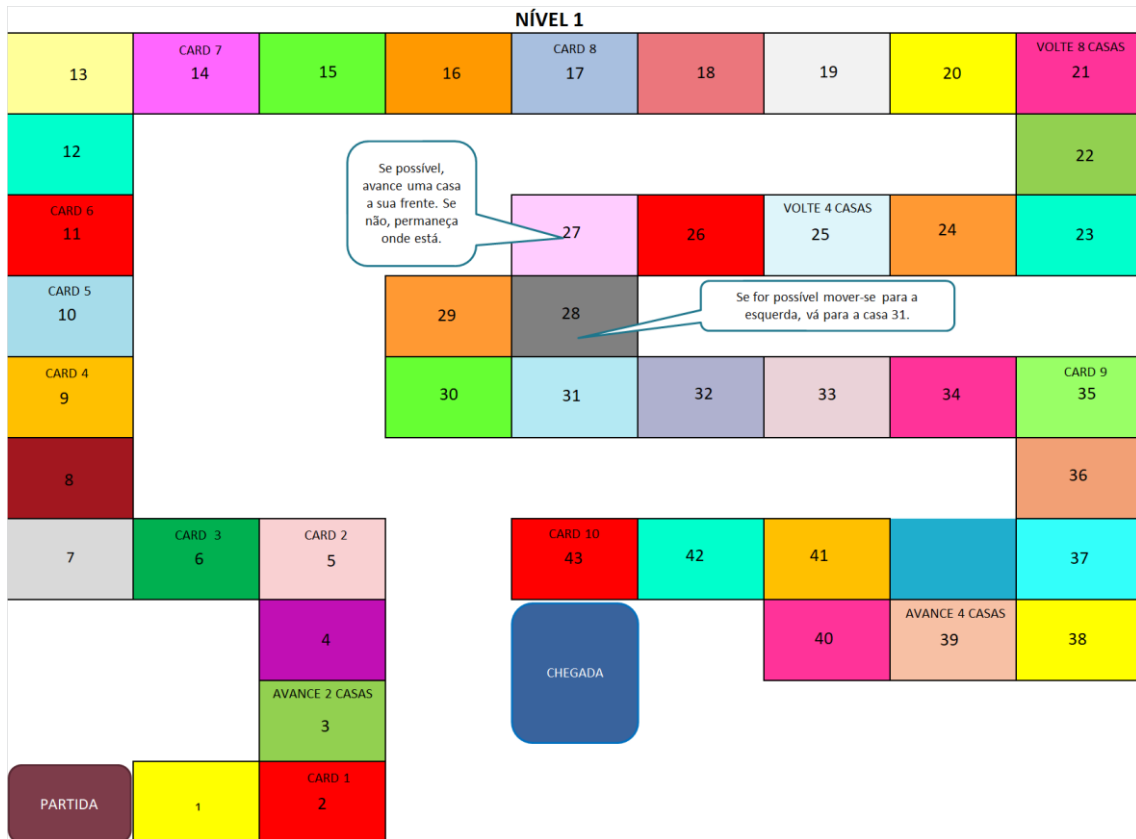 NÍVEL 1
13
CARD 7
14
15
16
CARD 8
17
18
19
20
VOLTE 8 CASAS
21
12
22
Se possível,
avance uma casa
a sua frente. Se
não, permaneça
onde está.
CARD 6
11
27
26
VOLTE 4 CASAS
25
24
23
CARD 5
10
29
28
Se for possível mover-se para a
esquerda, vá para a casa 31.
CARD 4
9
30
31
32
33
34
CARD 9
35
8
36
7
CARD 3
6
CARD 2
5
CARD 10
43
42
41
37
4
CHEGADA
40
AVANCE 4 CASAS
39
38
AVANCE 2 CASAS
3
PARTIDA
1
CARD 1
2